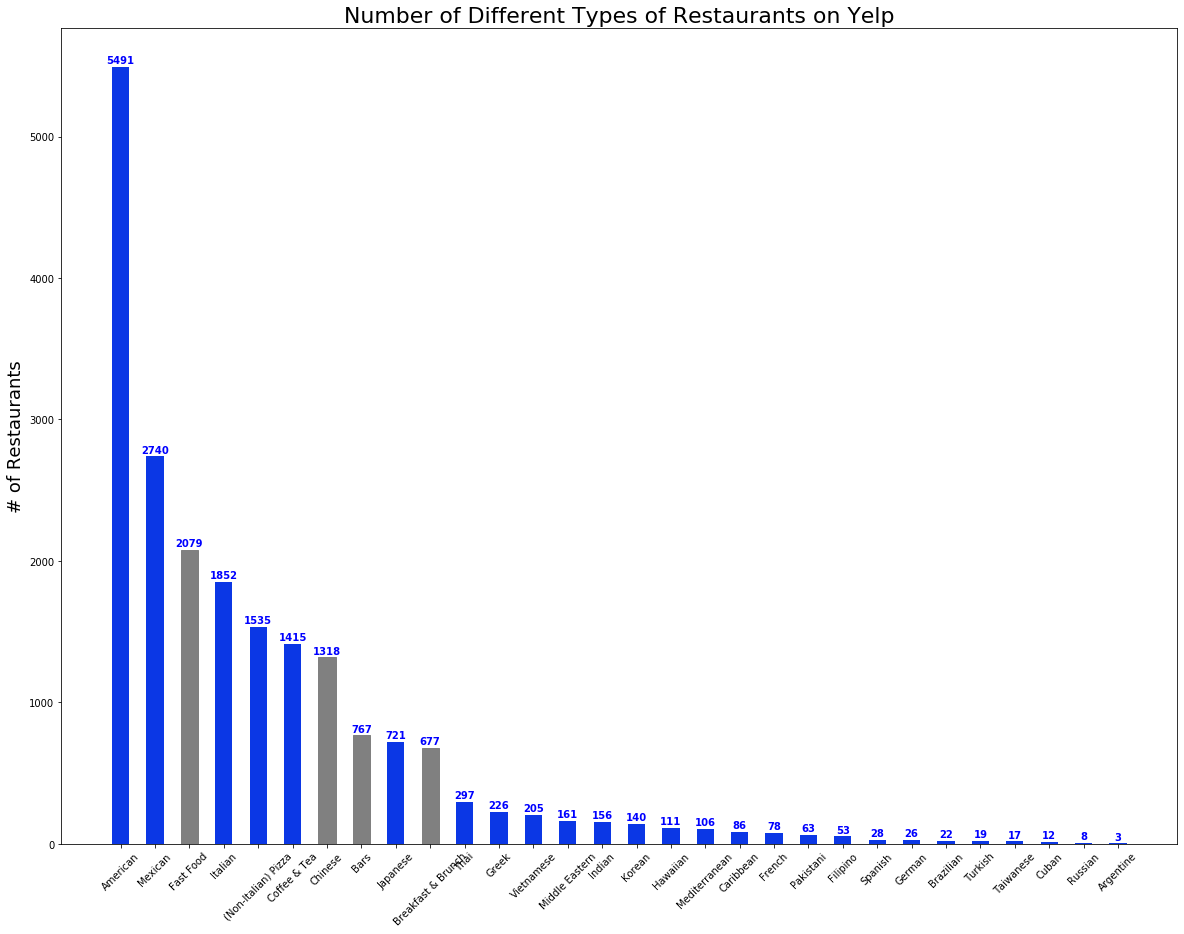 Number of Different Types of Restaurants on Yelp
# of Restaurants
5000
4000
3000
2000
1000
0
5491
2740
2079
1852
1535
1415
1318
767
721
677
297
226
205
161
156
140
111
106
86
78
63
53
28
26
22
19
17
12
8
3
American
Mexican
Fast Food
Italian
(Non-Italian) Pizza
Coffee & Tea
Chinese
Bars
Japanese
Breakfast & Brunch
Thai
Greek
Vietnamese
Middle Eastern
Indian
Korean
Hawaiian
Mediterranean
Caribbean
French
Pakistani
Filipino
Spanish
German
Brazilian
Turkish
Taiwanese
Cuban
Russian
Argentine